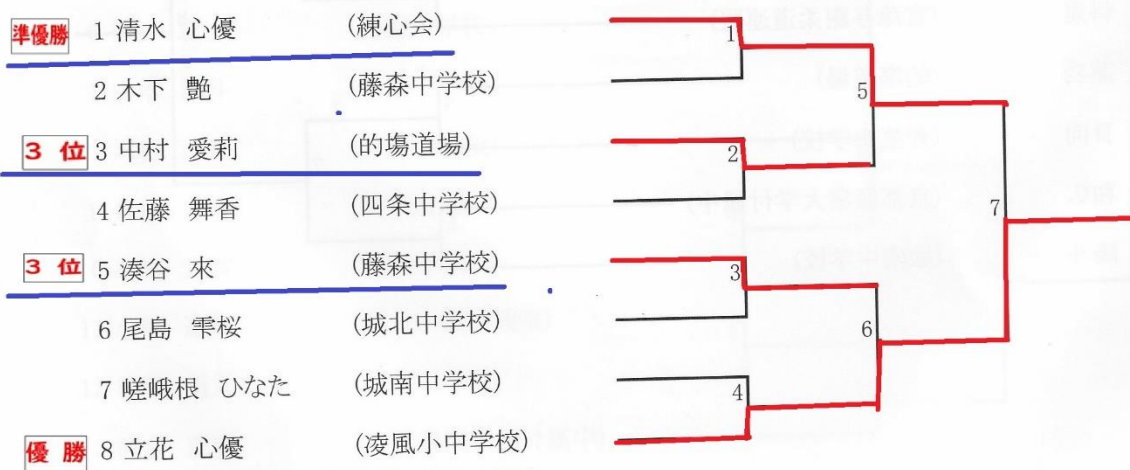 準優勝 1 清水 心優 (練心会)
2 木下 艶 (藤森中学校)
3 位 3 中村 愛莉 (的場道場)
4 佐藤 舞香 (四条中学校)
3 位 5 湊谷 來 (藤森中学校)
6 尾島 雫桜 (城北中学校)
7 嵯峨根 ひなた (城南中学校)
優 勝 8 立花 心優 (凌風小中学校)
1
2
3
4
5
6
7